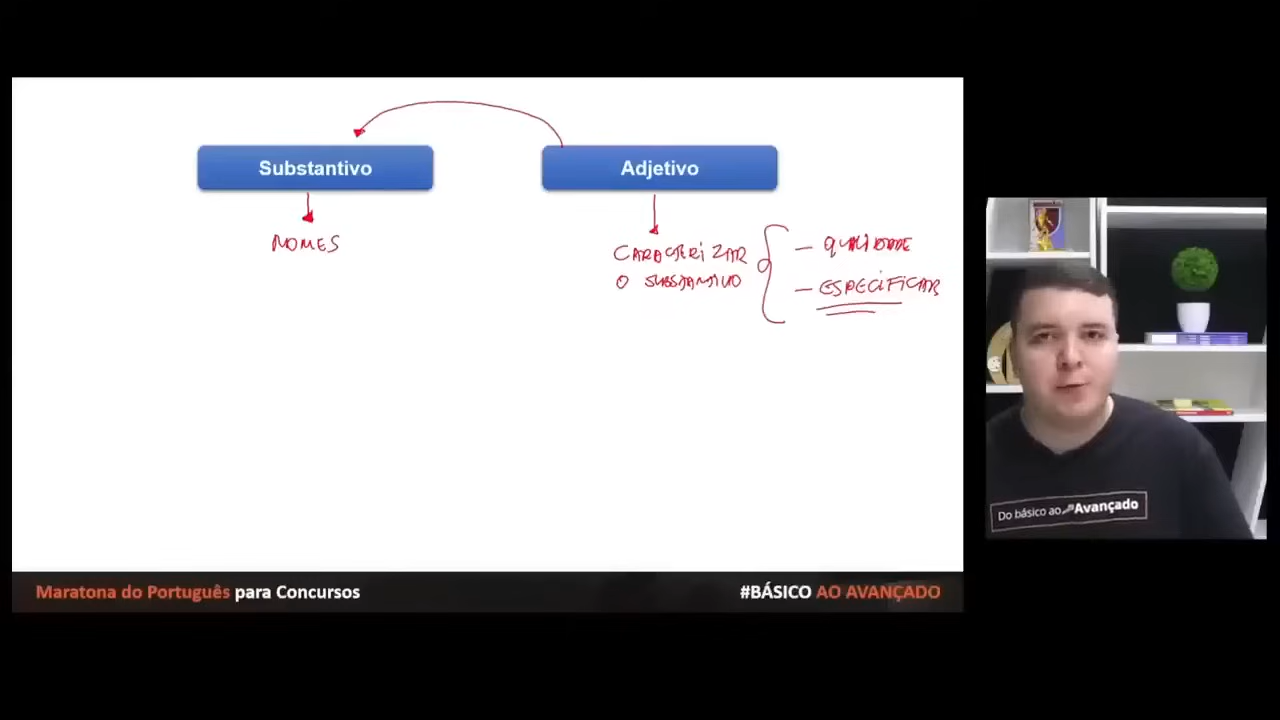 Substantivo
Adjetivo
NOMES
CARACTERIZAR
O SUBSTANTIVO
- QUALIDADE
- ESPECIFICAR
Do básico ao Avançado
Maratona do Português para Concursos
#BÁSICO AO AVANÇADO